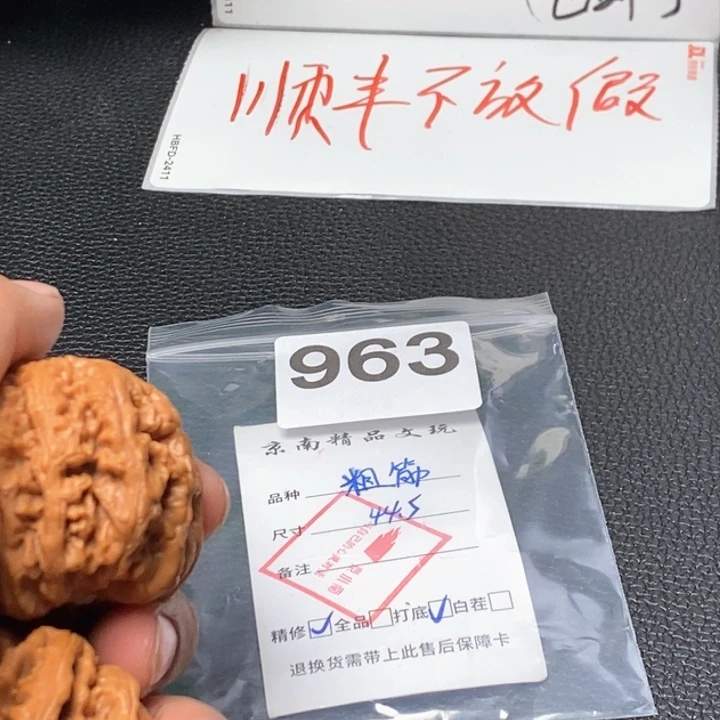 顺丰不放假
HBFD-2411
963
京南精品文玩
品种 粗筋
尺寸 44.5
备注
精修☑全品☐打底☑白茬☐
退换货需带上此售后保障卡